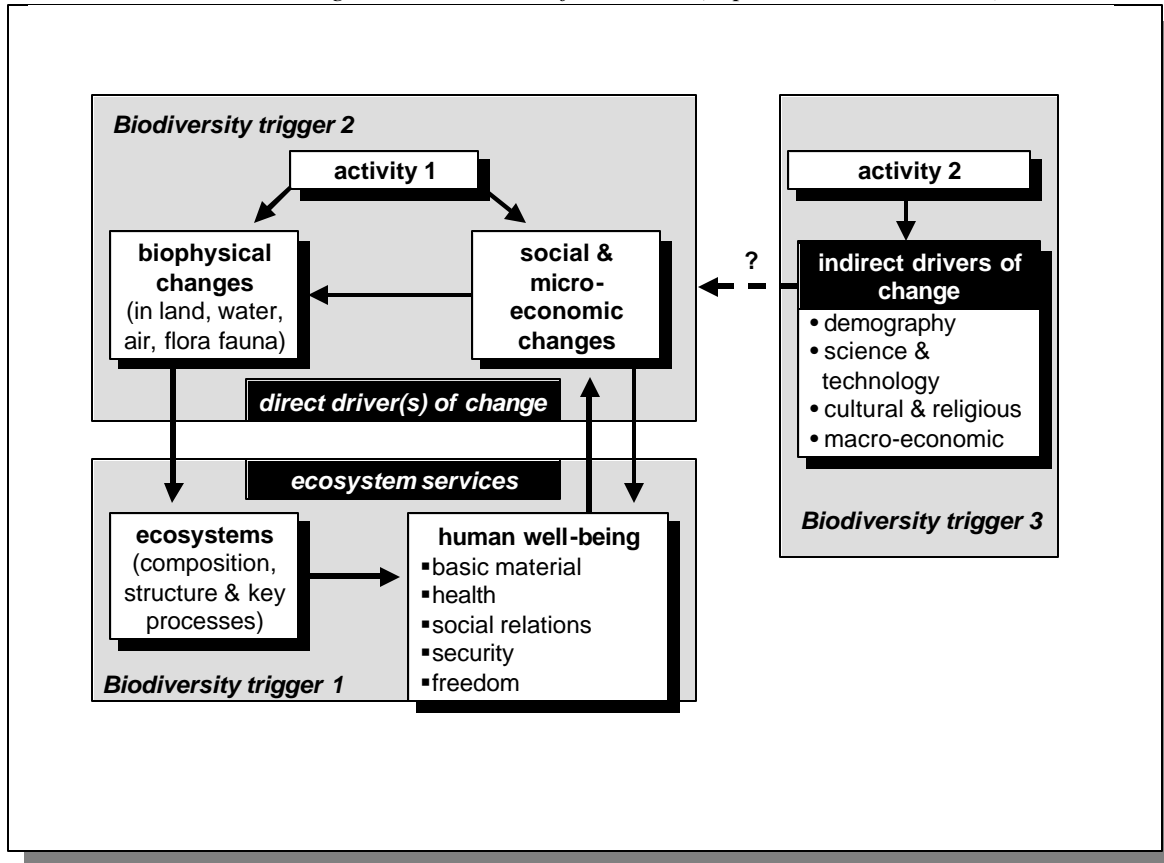 Biodiversity trigger 2
activity 1
biophysical
changes
(in land, water,
air, flora fauna)
social &
micro-
economic
changes
direct driver(s) of change
ecosystem services
ecosystems
(composition,
structure & key
processes)
human well-being
▪basic material
▪health
▪social relations
▪security
▪freedom
Biodiversity trigger 1
?
activity 2
indirect drivers of
change
• demography
• science &
technology
• cultural & religious
• macro-economic
Biodiversity trigger 3